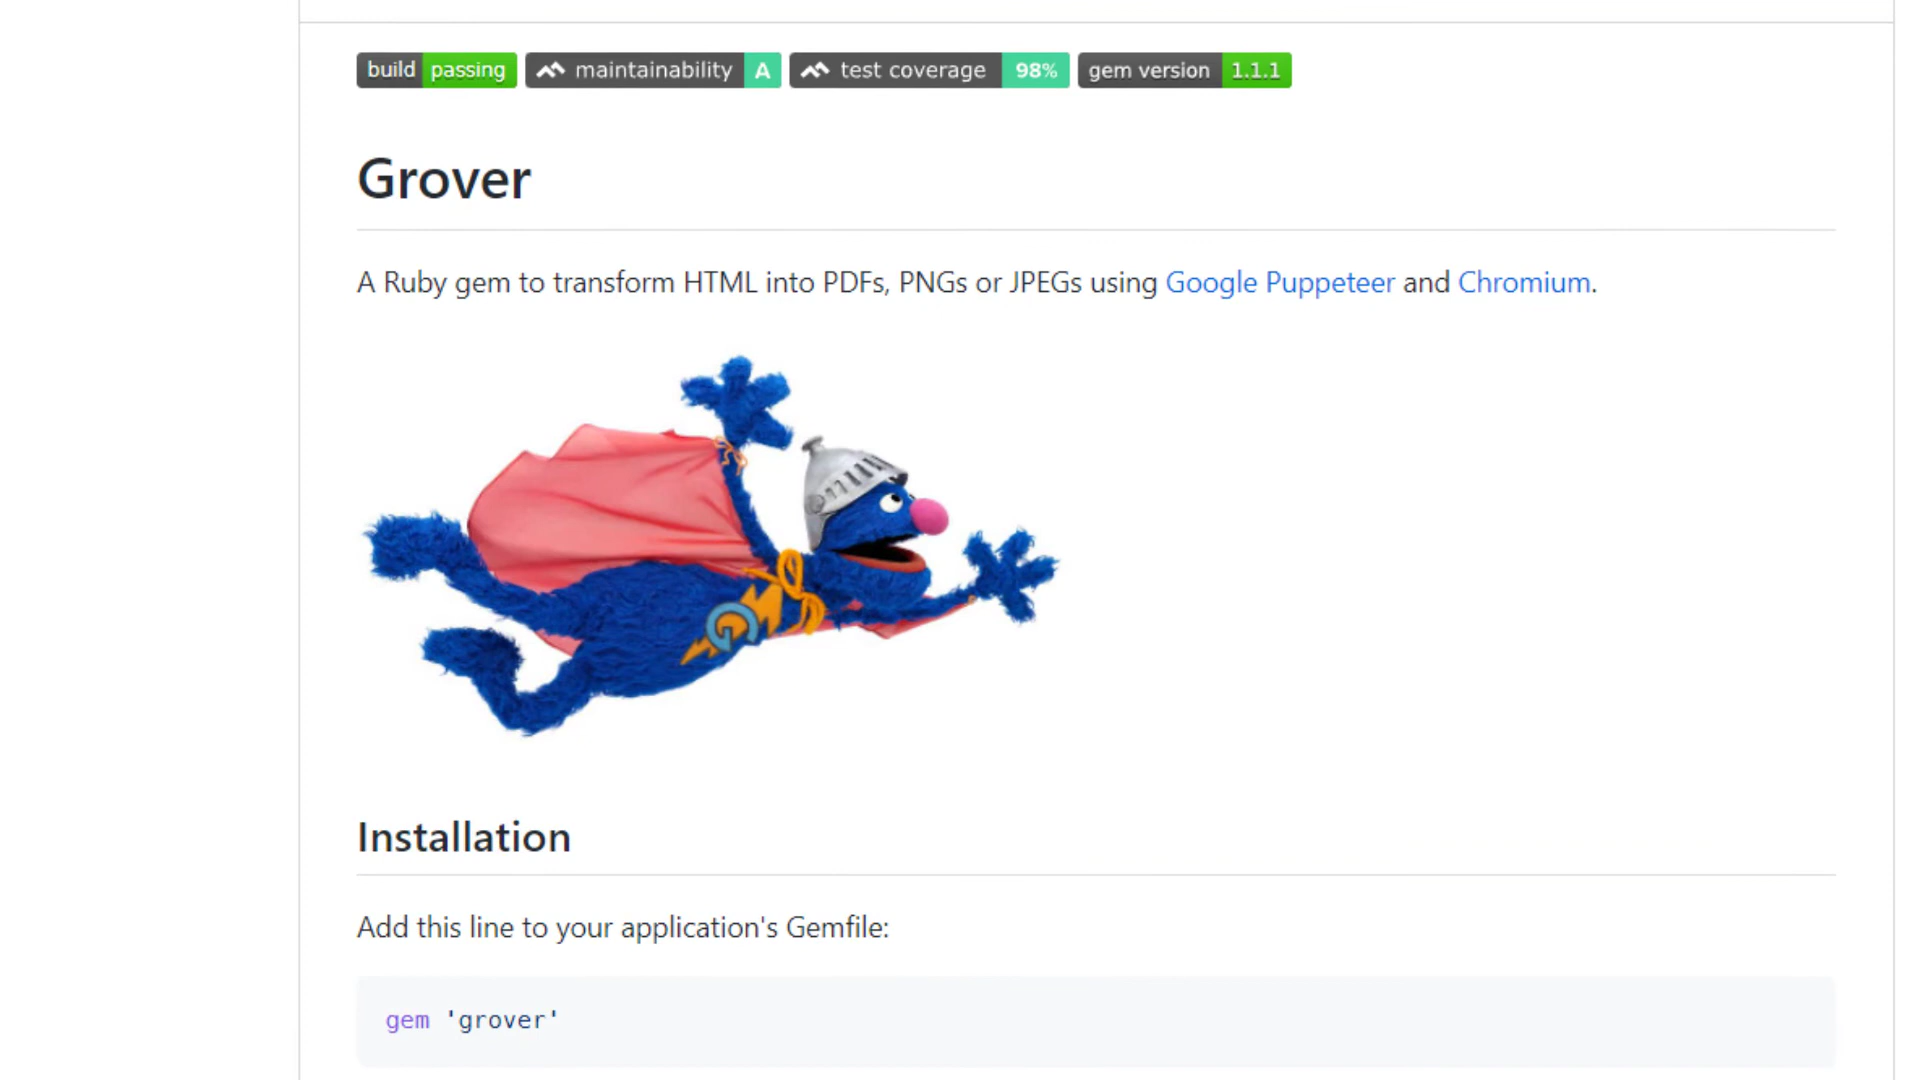 build passing maintainability A test coverage 98% gem version 1.1.1
Grover
A Ruby gem to transform HTML into PDFs, PNGs or JPEGs using Google Puppeteer and Chromium.
G
Installation
Add this line to your application's Gemfile:
gem 'grover'